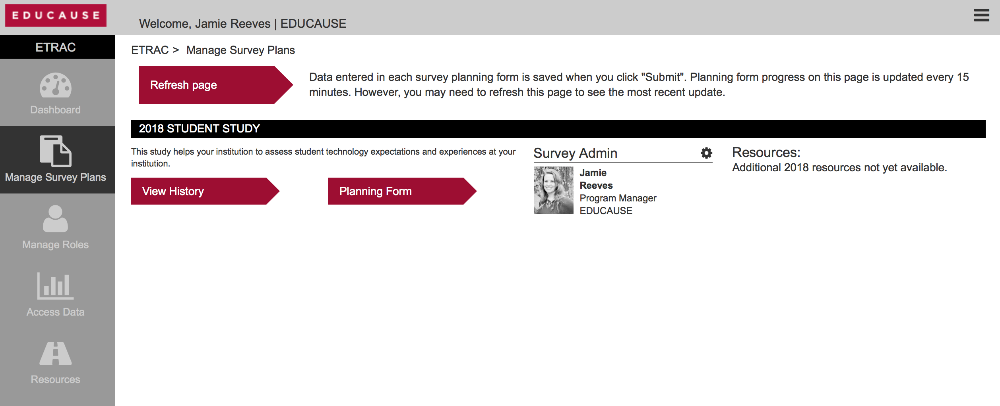 EDUCAUSE
Welcome, Jamie Reeves | EDUCAUSE
ETRAC
Dashboard
Manage Survey Plans
Manage Roles
Access Data
Resources
ETRAC > Manage Survey Plans
Refresh page
Data entered in each survey planning form is saved when you click "Submit". Planning form progress on this page is updated every 15
minutes. However, you may need to refresh this page to see the most recent update.
2018 STUDENT STUDY
This study helps your institution to assess student technology expectations and experiences at your
institution.
View History
Planning Form
Survey Admin
Jamie
Reeves
Program Manager
EDUCAUSE
Resources:
Additional 2018 resources not yet available.